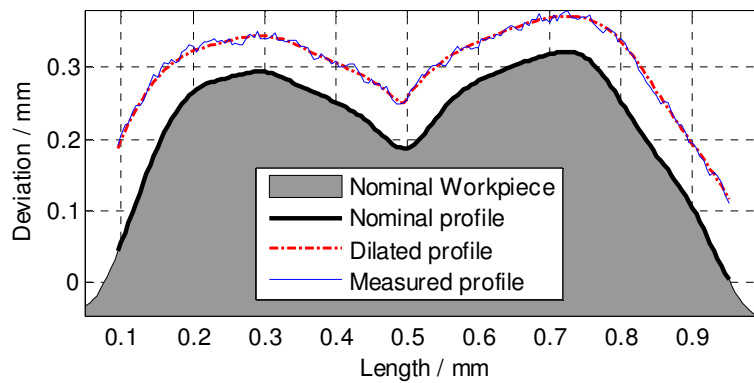 Deviation / mm
0.3
0.2
0.1
0
Nominal Workpiece
Nominal profile
Dilated profile
Measured profile
0.1 0.2 0.3 0.4 0.5 0.6 0.7 0.8 0.9
Length / mm